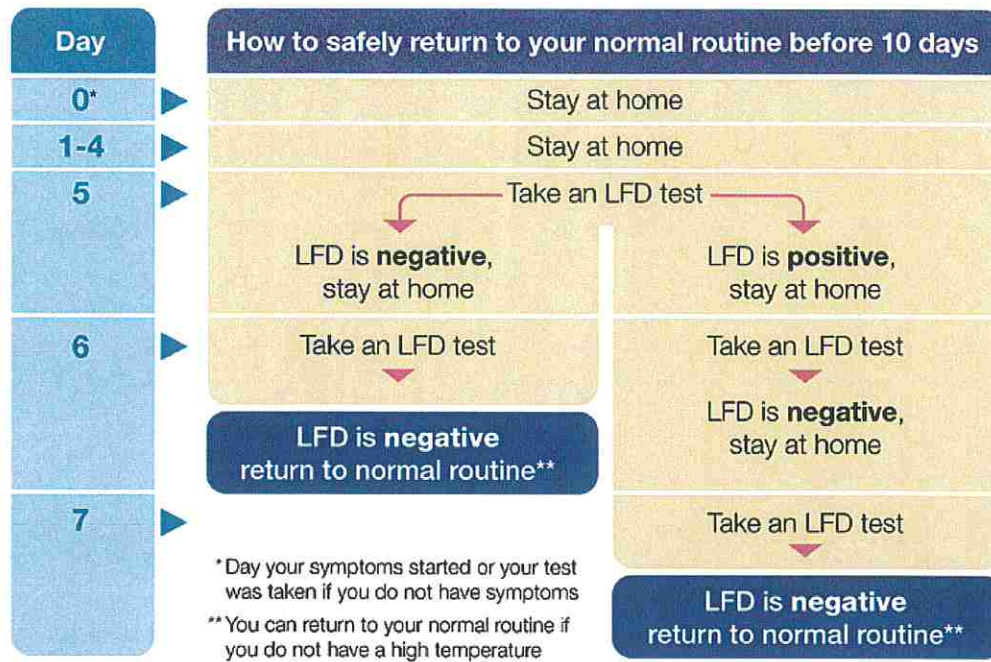 Day
How to safely return to your normal routine before 10 days
0*
Stay at home
1-4
Stay at home
5
Take an LFD test
LFD is negative,
stay at home
LFD is positive,
stay at home
6
Take an LFD test
Take an LFD test
LFD is negative
return to normal routine**
LFD is negative,
stay at home
7
Take an LFD test
* Day your symptoms started or your test
was taken if you do not have symptoms
** You can return to your normal routine if
you do not have a high temperature
LFD is negative
return to normal routine**